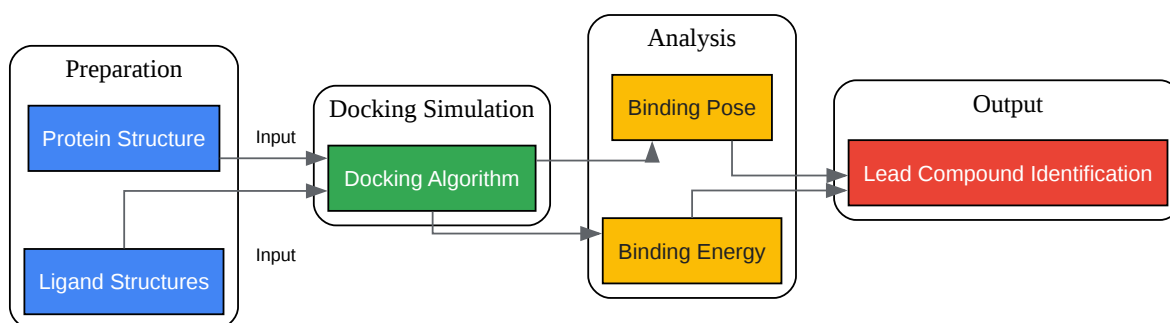 Preparation
Protein Structure
Ligand Structures
Input
Input
Docking Simulation
Docking Algorithm
Analysis
Binding Pose
Binding Energy
Output
Lead Compound Identification